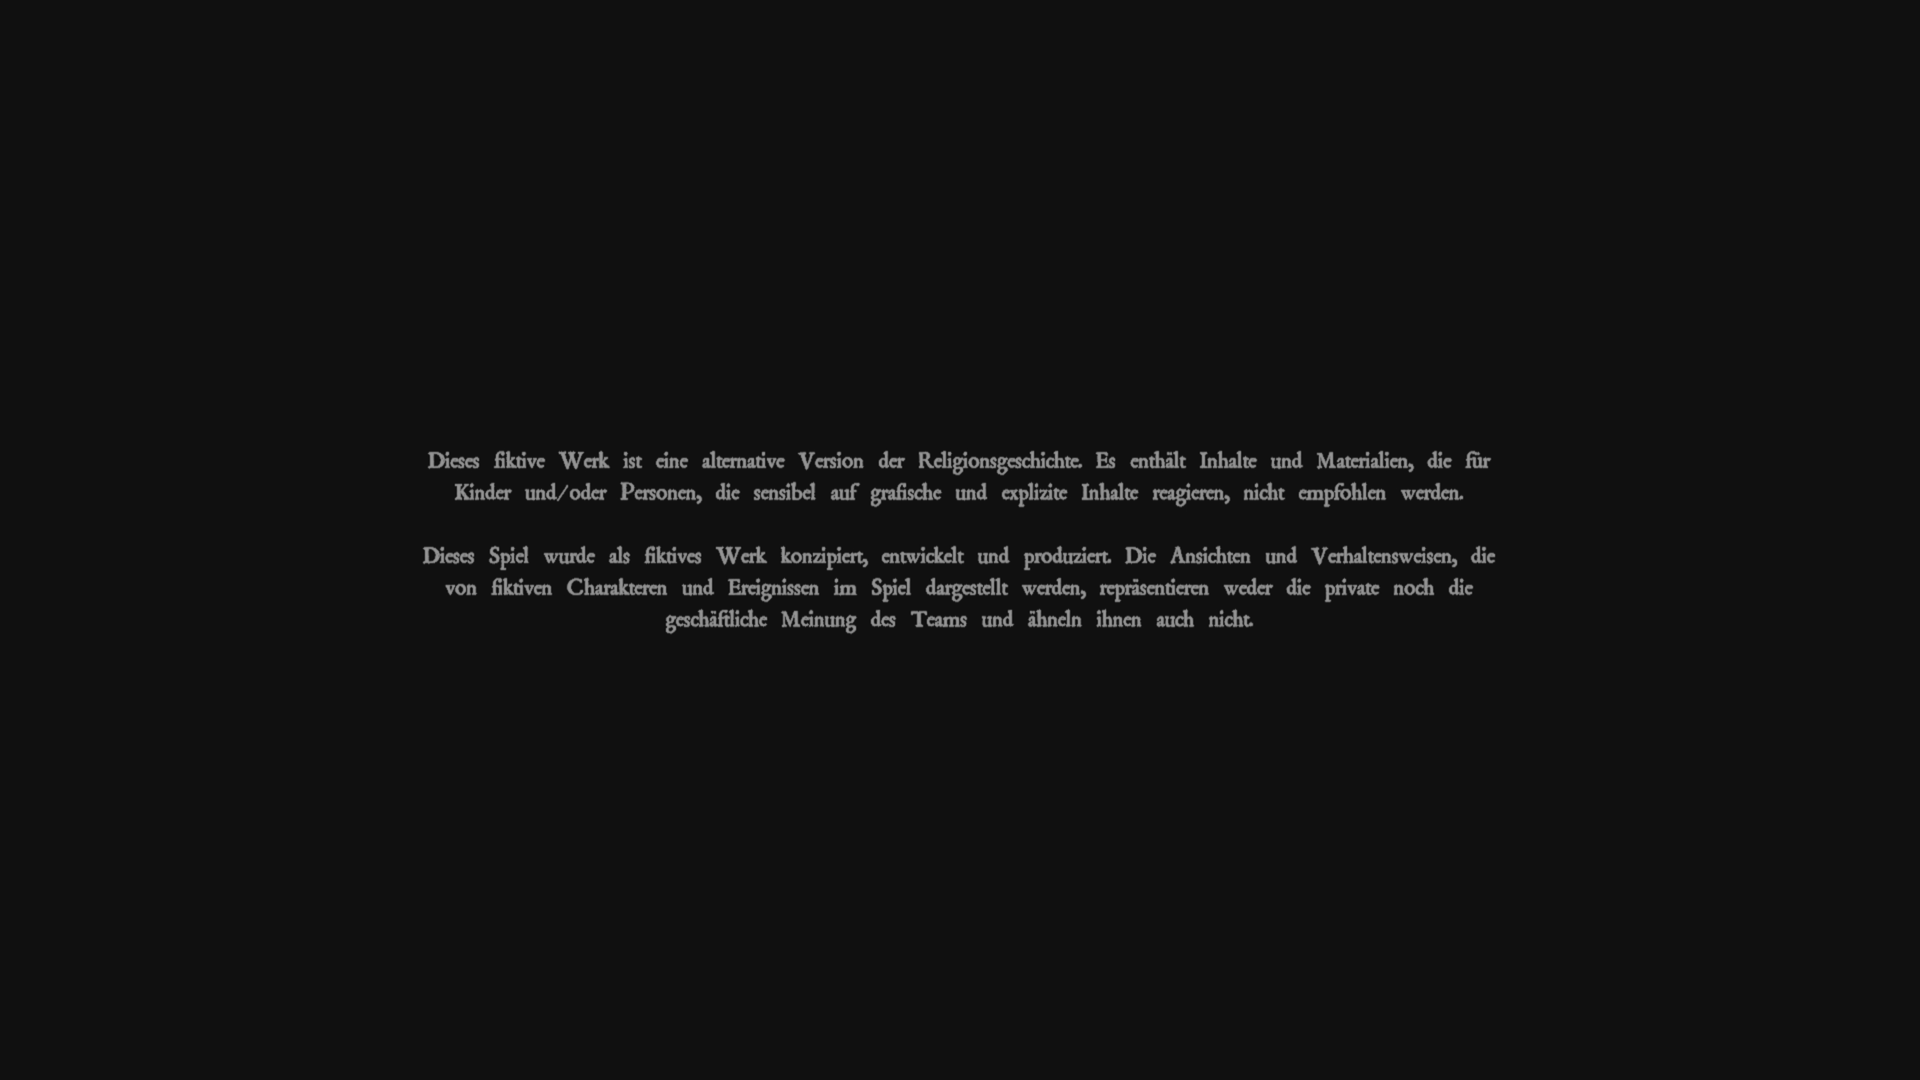 Dieses fiktive Werk ist eine alternative Version der Religionsgeschichte. Es enthält Inhalte und Materialien, die für
Kinder und/oder Personen, die sensibel auf grafische und explizite Inhalte reagieren, nicht empfohlen werden.
Dieses Spiel wurde als fiktives Werk konzipiert, entwickelt und produziert. Die Ansichten und Verhaltensweisen, die
von fiktiven Charakteren und Ereignissen im Spiel dargestellt werden, repräsentieren weder die private noch die
geschäftliche Meinung des Teams und ähneln ihnen auch nicht.